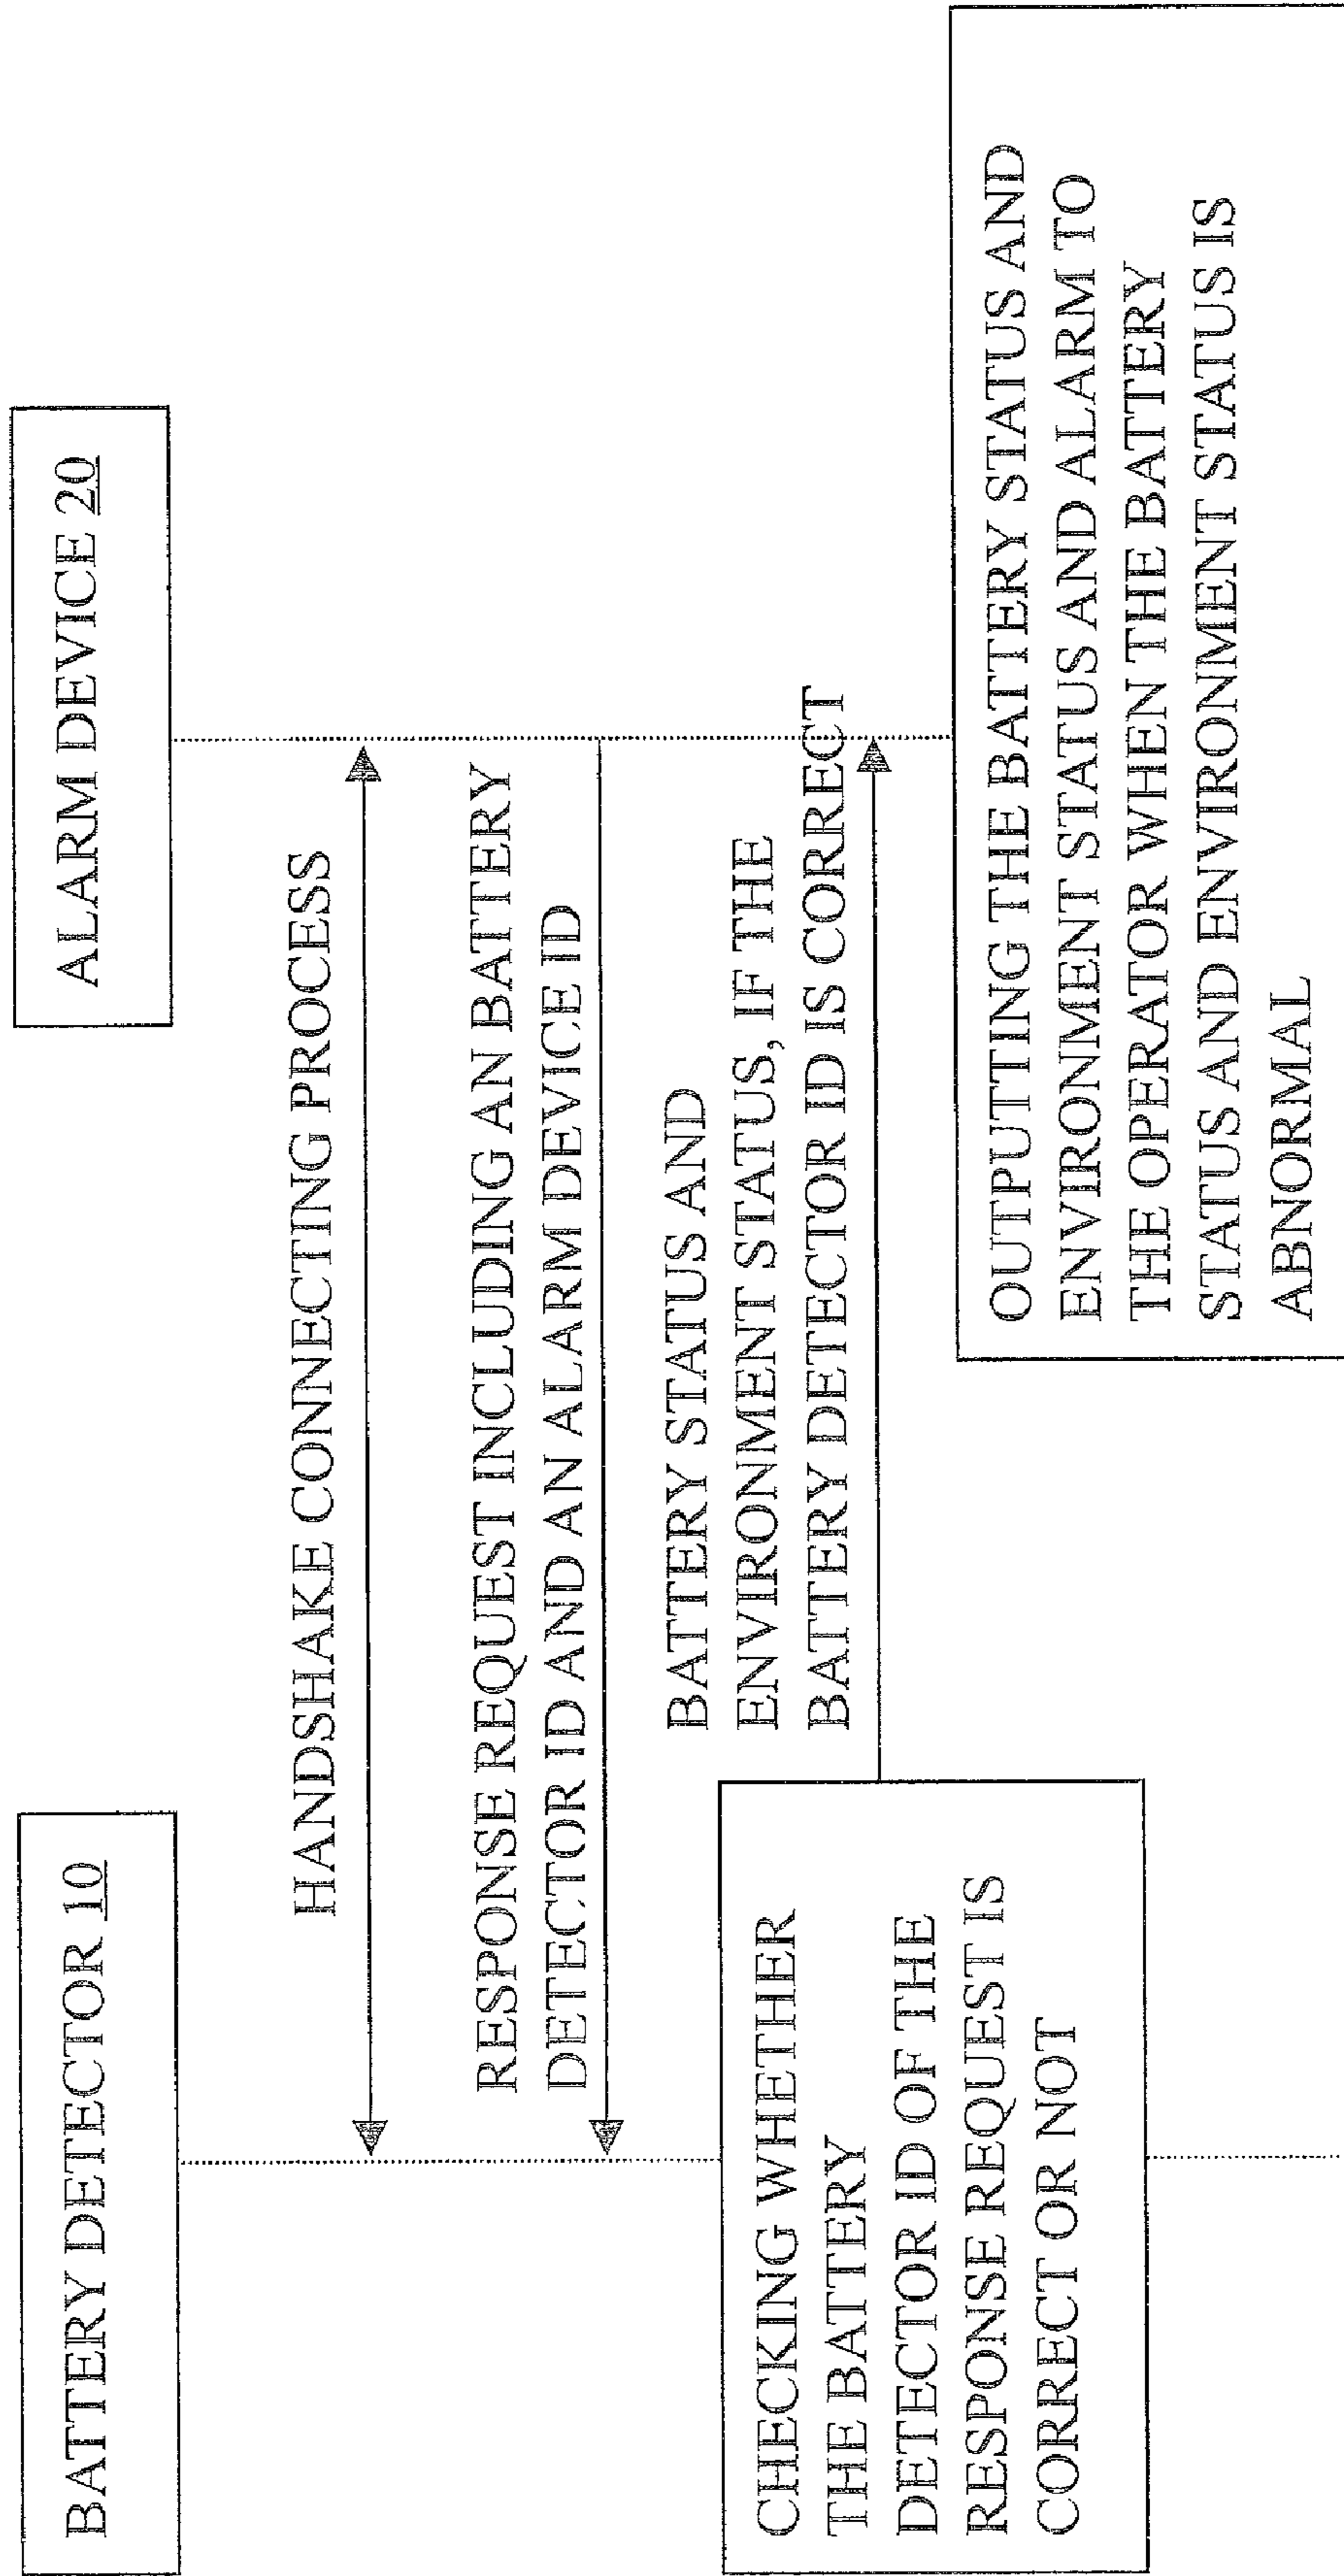 BATTERY DETECTOR 10
ALARM DEVICE 20
HANDSHAKE CONNECTING PROCESS
RESPONSE REQUEST INCLUDING AN BATTERY
DETECTOR ID AND AN ALARM DEVICE ID
BATTERY STATUS AND
ENVIRONMENT STATUS, IF THE
BATTERY DETECTOR ID IS CORRECT
CHECKING WHETHER
THE BATTERY
DETECTOR ID OF THE
RESPONSE REQUEST IS
CORRECT OR NOT
OUTPUTTING THE BATTERY STATUS AND
ENVIRONMENT STATUS AND ALARM TO
THE OPERATOR WHEN THE BATTERY
STATUS AND ENVIRONMENT STATUS IS
ABNORMAL